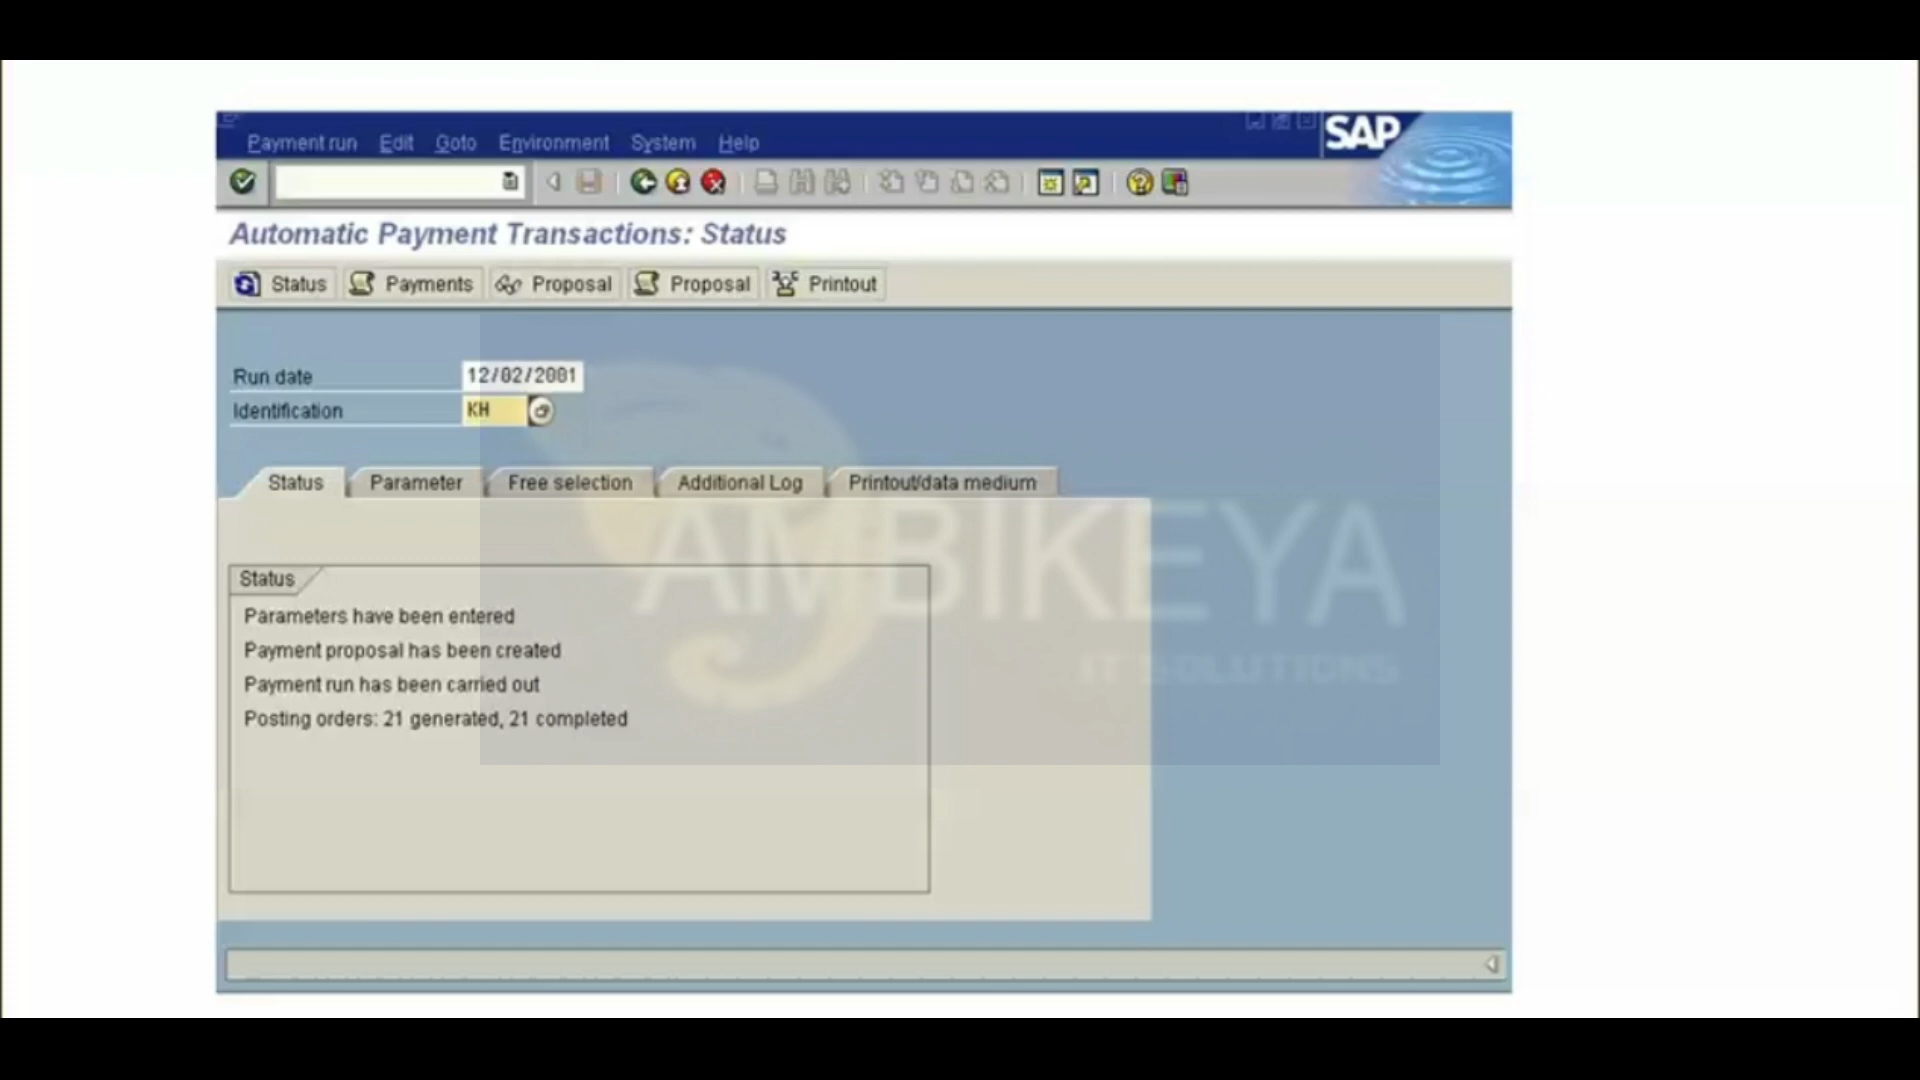 Payment run Edit Goto Environment System Help
SAP
Automatic Payment Transactions: Status
Status Payments Proposal Proposal Printout
Run date 12/02/2001
Identification KH
Status Parameter Free selection Additional Log Printout/data medium
AMBIKEYA
IT SOLUTIONS
Status
Parameters have been entered
Payment proposal has been created
Payment run has been carried out
Posting orders: 21 generated, 21 completed